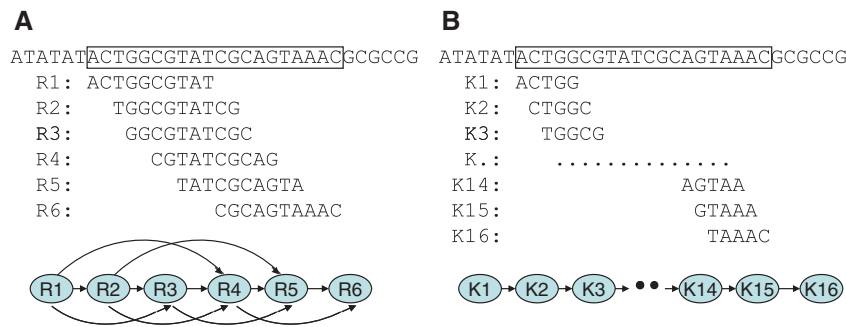 A
ATATATACTGGCGTATCGCAGTAAACGCGCCG
R1: ACTGGCGTAT
R2: TGGCGTATCG
R3: GGCGTATCGC
R4: CGTATCGCAG
R5: TATCGCAGTA
R6: CGCAGTAAAC
R1 R2 R3 R4 R5 R6
B
ATATATACTGGCGTATCGCAGTAAACGCGCCG
K1: ACTGG
K2: CTGGC
K3: TGGCG
K.: ..............
K14: AGTAA
K15: GTAAA
K16: TAAAC
K1 K2 K3 •• K14 K15 K16